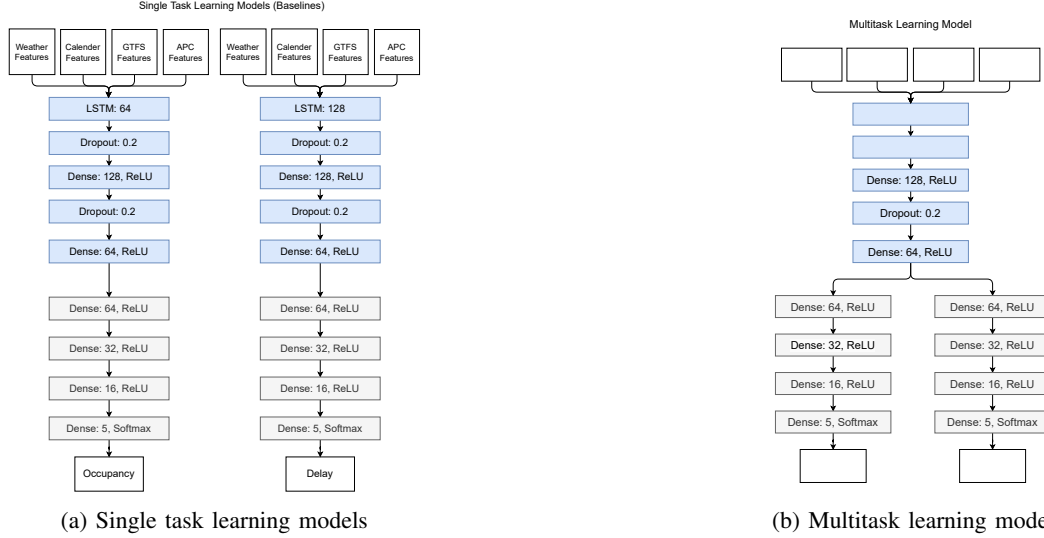 Single Task Learning Models (Baselines)
Weather Features
Calender Features
GTFS Features
APC Features
LSTM: 64
Dropout: 0.2
Dense: 128, ReLU
Dropout: 0.2
Dense: 64, ReLU
Dense: 64, ReLU
Dense: 32, ReLU
Dense: 16, ReLU
Dense: 5, Softmax
Occupancy
Weather Features
Calender Features
GTFS Features
APC Features
LSTM: 128
Dropout: 0.2
Dense: 128, ReLU
Dropout: 0.2
Dense: 64, ReLU
Dense: 64, ReLU
Dense: 32, ReLU
Dense: 16, ReLU
Dense: 5, Softmax
Delay
(a) Single task learning models
Multitask Learning Model
Dense: 128, ReLU
Dropout: 0.2
Dense: 64, ReLU
Dense: 64, ReLU
Dense: 32, ReLU
Dense: 16, ReLU
Dense: 5, Softmax
Dense: 64, ReLU
Dense: 32, ReLU
Dense: 16, ReLU
Dense: 5, Softmax
(b) Multitask learning mode